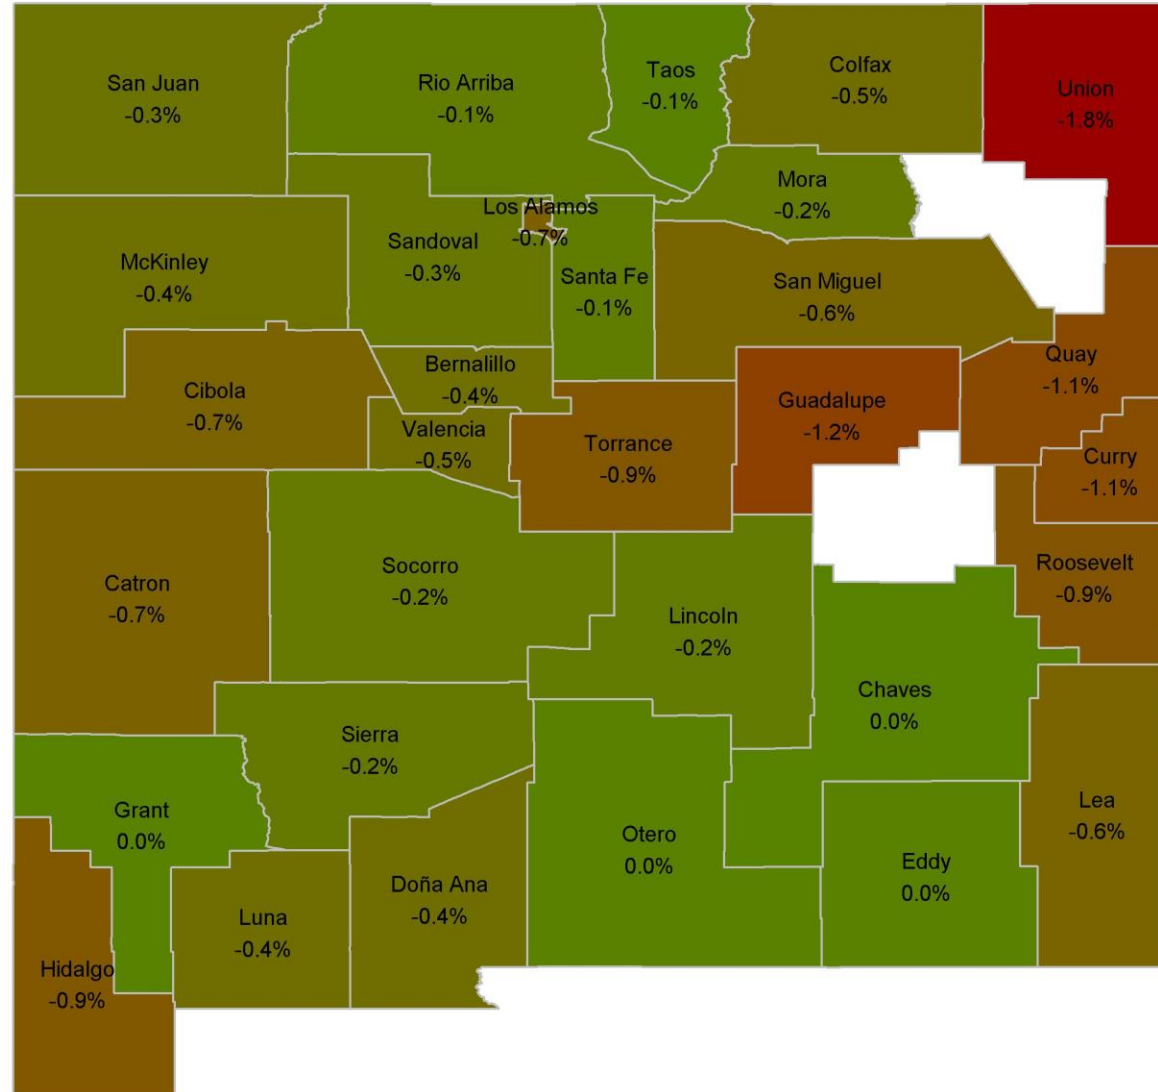 San Juan
-0.3%
Rio Arriba
-0.1%
Taos
-0.1%
Colfax
-0.5%
Union
-1.8%
Mora
-0.2%
Los Alamos
-0.7%
McKinley
-0.4%
Sandoval
-0.3%
Santa Fe
-0.1%
San Miguel
-0.6%
Quay
-1.1%
Cibola
-0.7%
Bernalillo
-0.4%
Guadalupe
-1.2%
Valencia
-0.5%
Torrance
-0.9%
Curry
-1.1%
Catron
-0.7%
Socorro
-0.2%
Lincoln
-0.2%
Roosevelt
-0.9%
Chaves
0.0%
Sierra
-0.2%
Grant
0.0%
Otero
0.0%
Eddy
0.0%
Lea
-0.6%
Doña Ana
-0.4%
Luna
-0.4%
Hidalgo
-0.9%